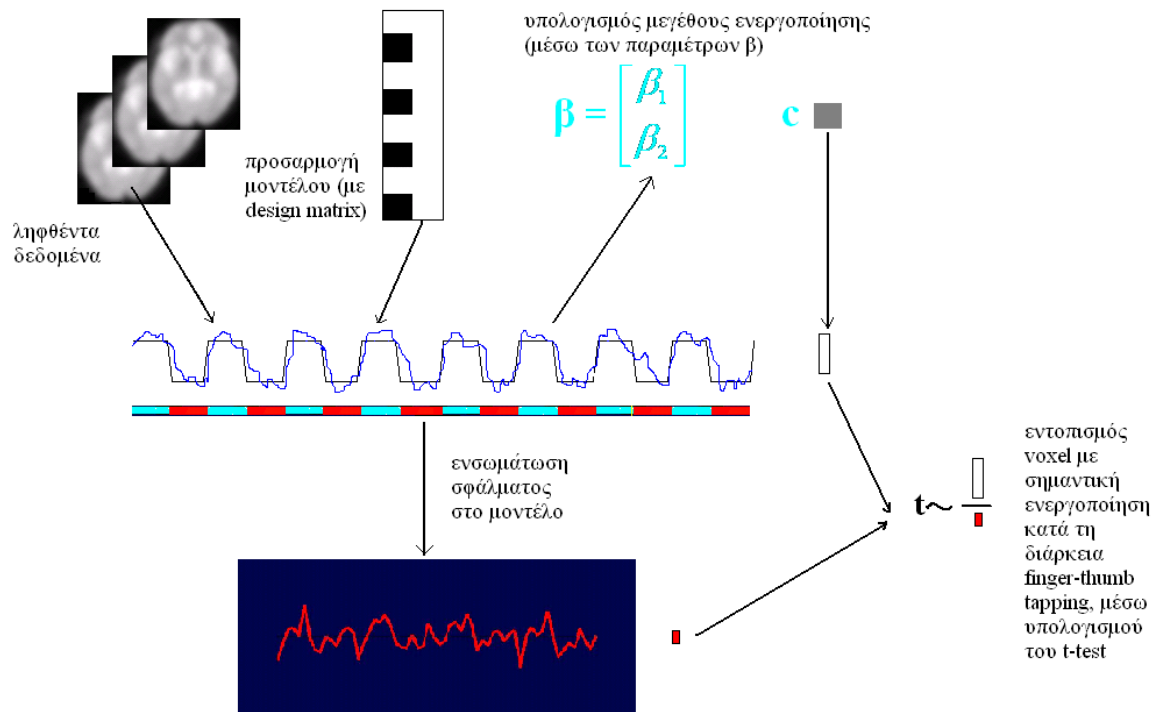 υπολογισμός μεγέθους ενεργοποίησης
(μέσω των παραμέτρων β)
β = [β1 β2]
c
προσαρμογή
μοντέλου (με
design matrix)
ληφθέντα
δεδομένα
ενσωμάτωση
σφάλματος
στο μοντέλο
t~
εντοπισμός
voxel με
σημαντική
ενεργοποίηση
κατά τη
διάρκεια
finger-thumb
tapping, μέσω
υπολογισμού
του t-test